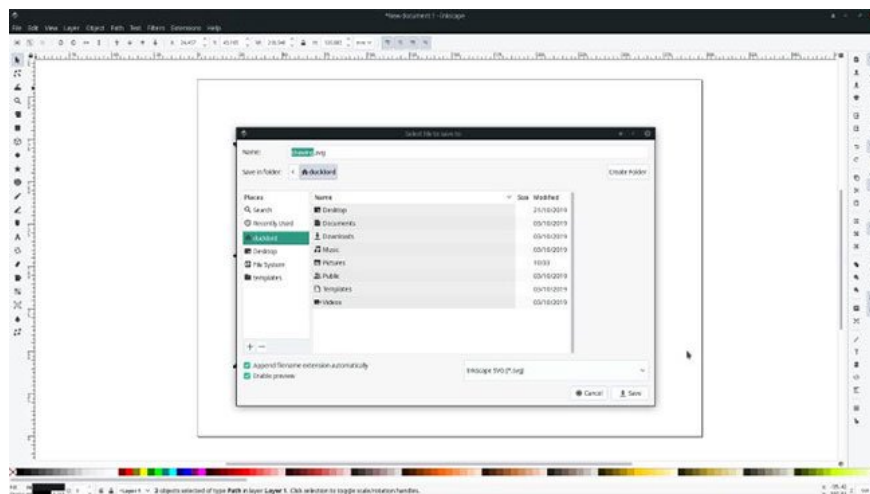 *New document 1 - Inkscape
File Edit View Layer Object Path Text Filters Extensions Help
Select file to save to
Name: drawing.svg
Save in folder: ducklord Create Folder
Places Name Size Modified
Search Desktop 21/10/2019
Recently Used Documents 03/10/2019
ducklord Downloads 03/10/2019
Desktop Music 03/10/2019
File System Pictures 10:03
templates Public 03/10/2019
Templates 03/10/2019
Videos 03/10/2019
Append filename extension automatically
Enable preview
Inkscape SVG (*.svg)
Cancel Save
2 objects selected of type Path in layer Layer 1. Click selection to toggle scale/rotation handles.